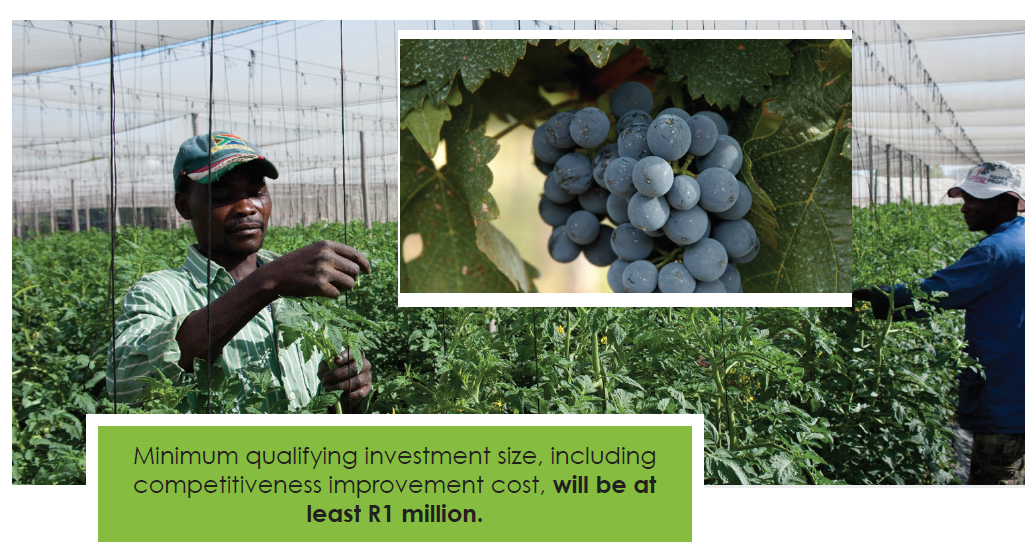 Minimum qualifying investment size, including
competitiveness improvement cost, will be at
least R1 million.